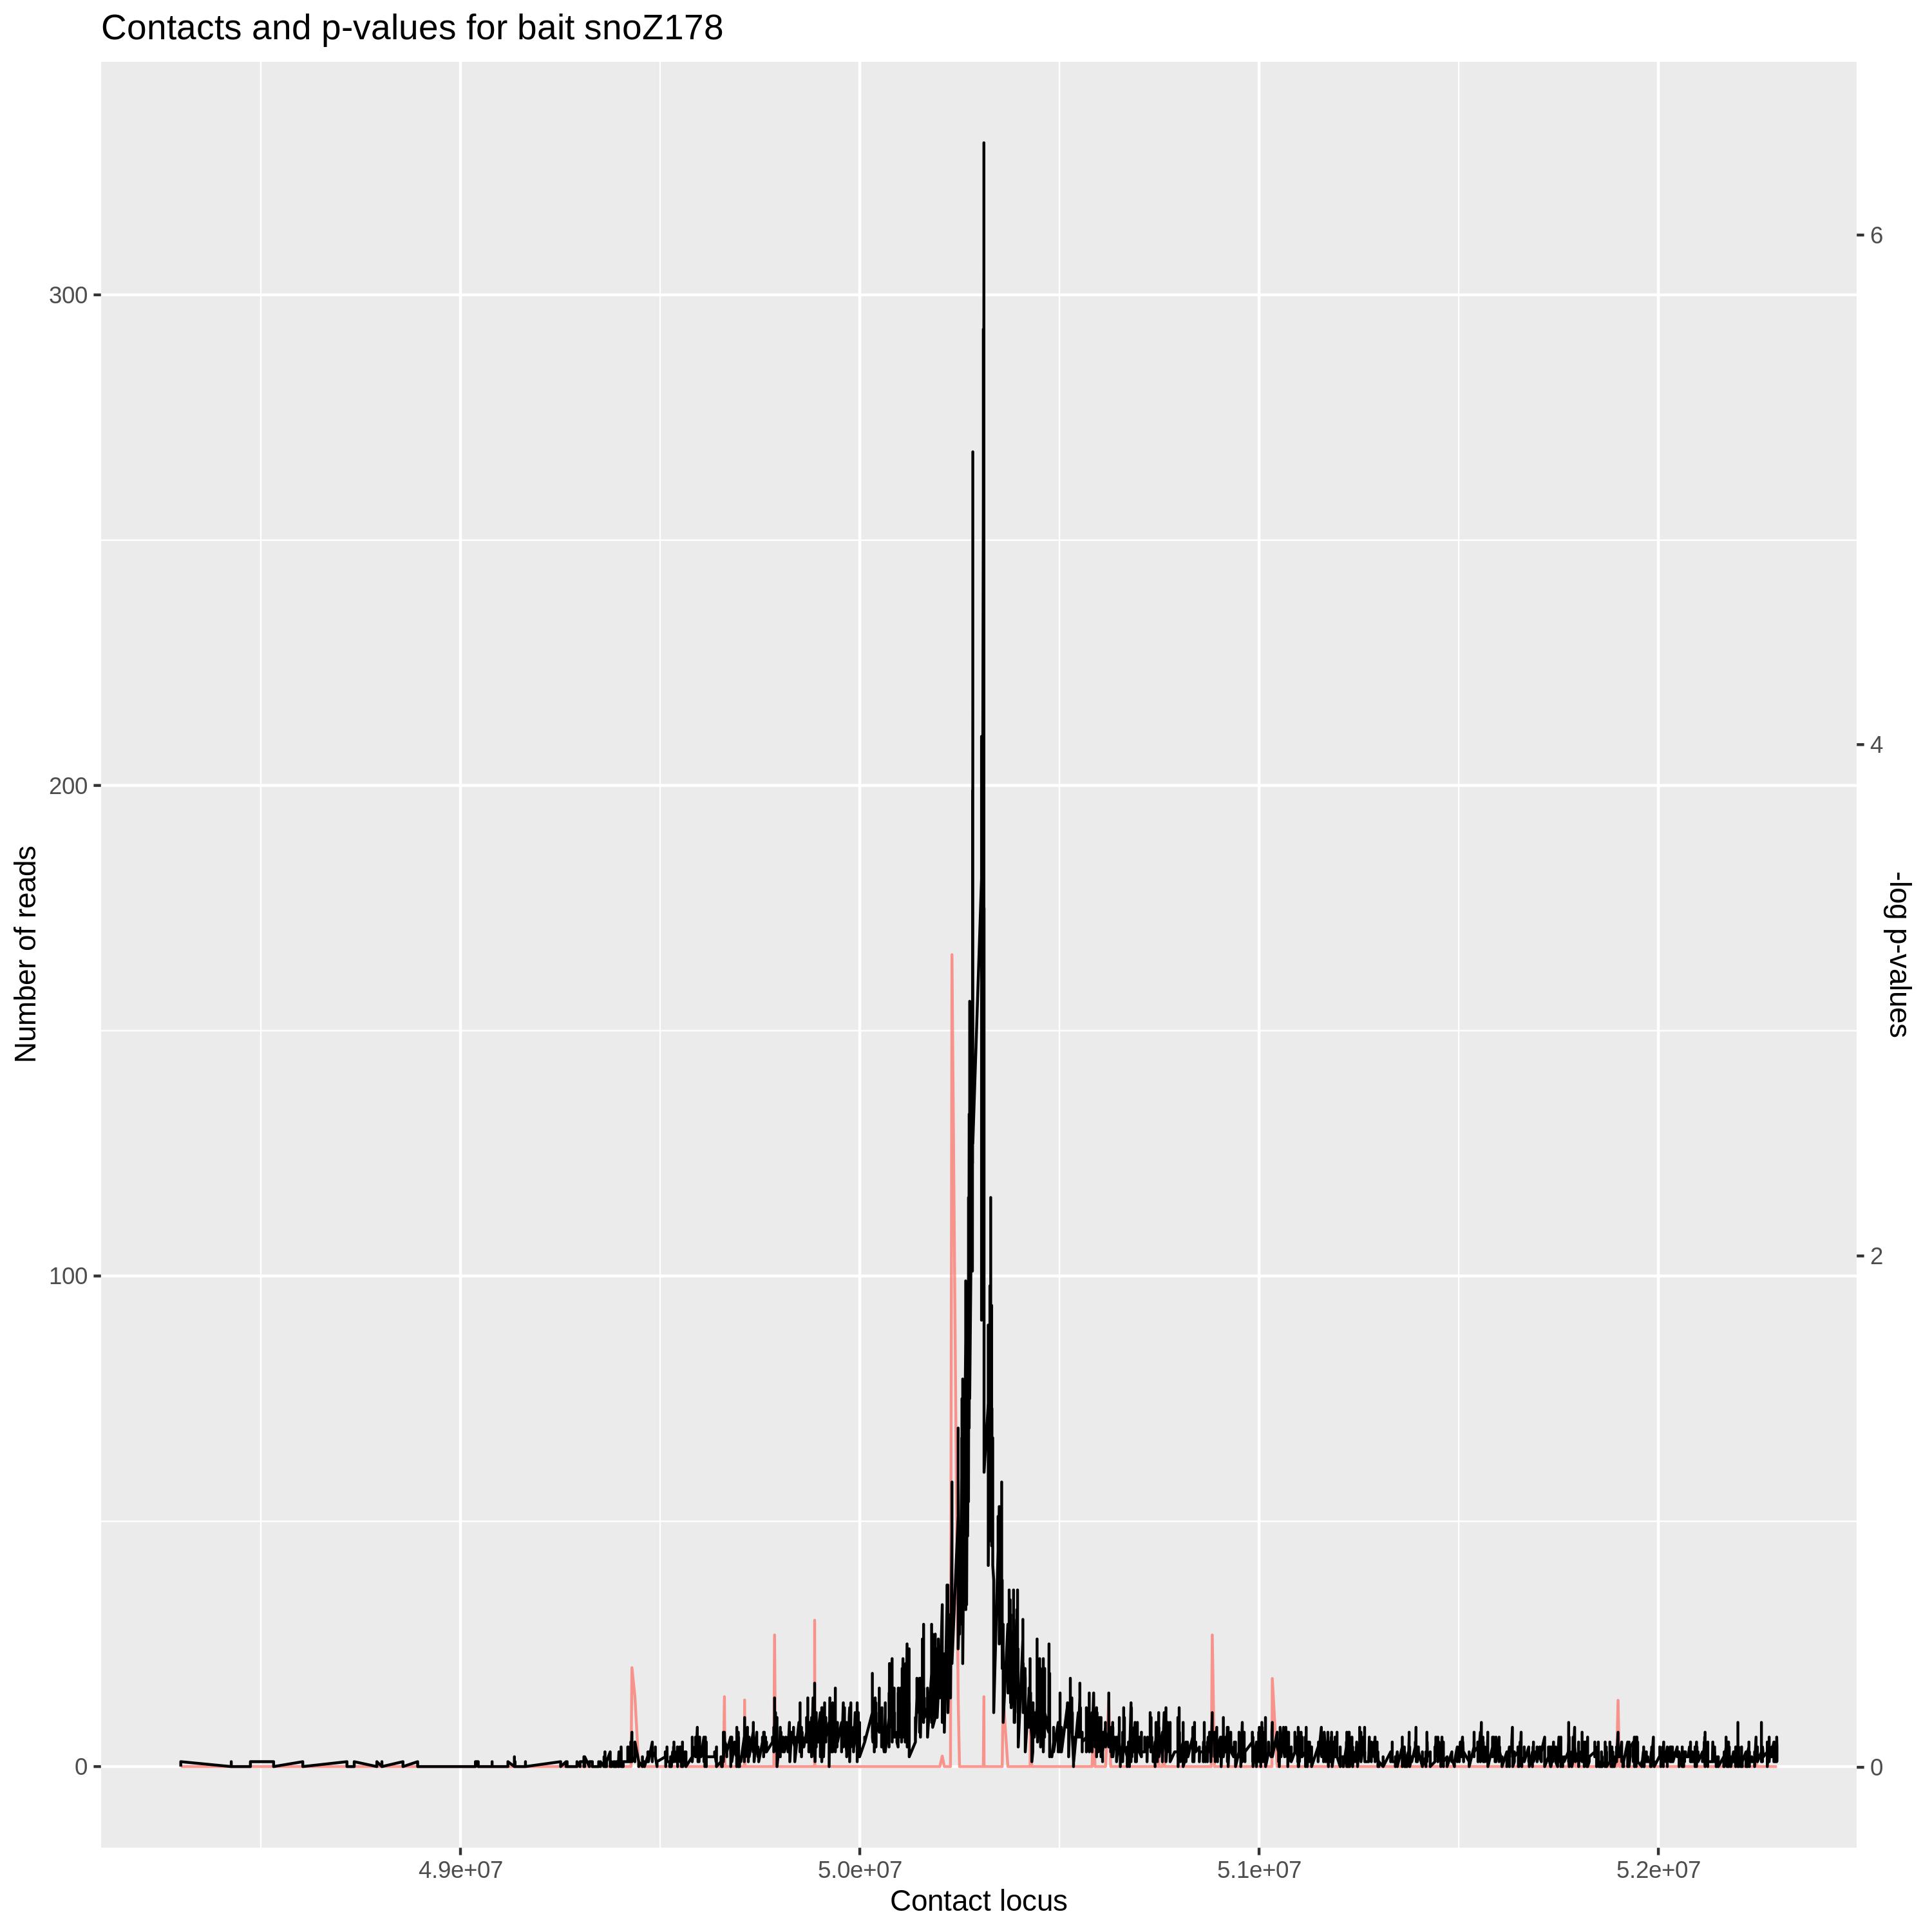 Contacts and p-values for bait snoZ178
300
200
100
0
Number of reads
6
4
2
0
-log p-values
4.9e+07 5.0e+07 5.1e+07 5.2e+07
Contact locus